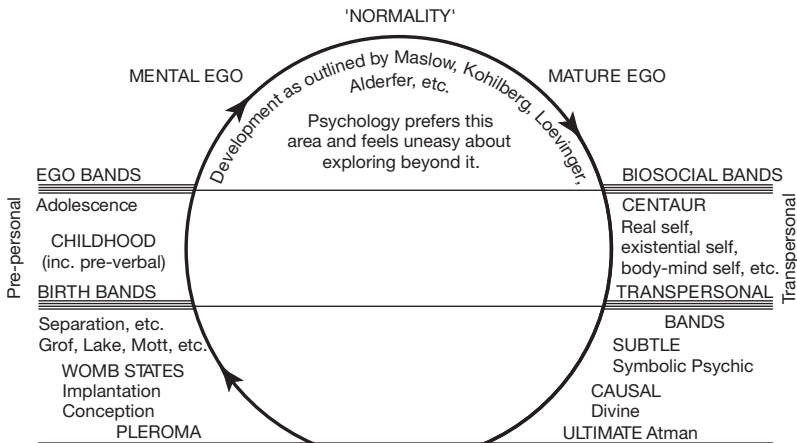 'NORMALITY'
MENTAL EGO
MATURE EGO
Development as outlined by Maslow, Kohilberg, Loevinger,
Alderfer, etc.
Psychology prefers this
area and feels uneasy about
exploring beyond it.
Pre-personal
EGO BANDS
Adolescence
CHILDHOOD
(inc. pre-verbal)
BIRTH BANDS
Separation, etc.
Grof, Lake, Mott, etc.
WOMB STATES
Implantation
Conception
PLEROMA
BIOSOCIAL BANDS
CENTAUR
Real self,
existential self,
body-mind self, etc.
TRANSPERSONAL
BANDS
SUBTLE
Symbolic Psychic
CAUSAL
Divine
ULTIMATE Atman
Transpersonal